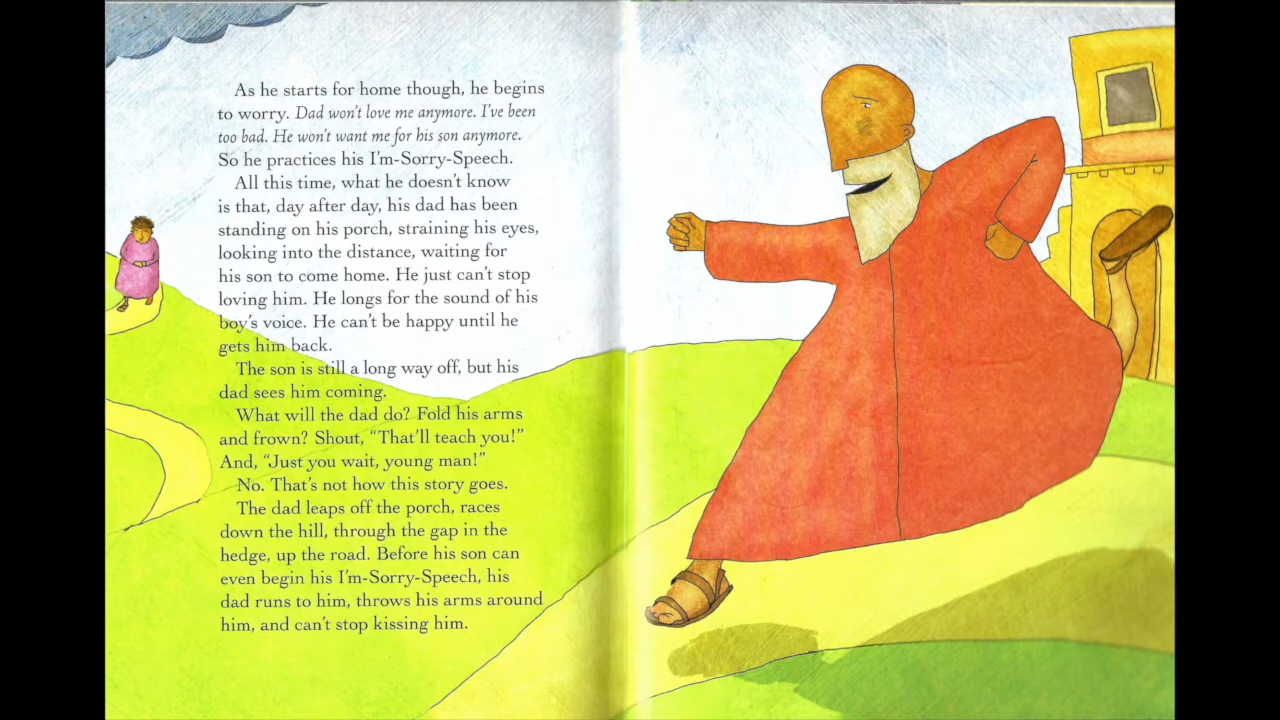 As he starts for home though, he begins
to worry. Dad won't love me anymore. I've been
too bad. He won't want me for his son anymore.
So he practices his I'm-Sorry-Speech.
All this time, what he doesn't know
is that, day after day, his dad has been
standing on his porch, straining his eyes,
looking into the distance, waiting for
his son to come home. He just can't stop
loving him. He longs for the sound of his
boy's voice. He can't be happy until he
gets him back.
The son is still a long way off, but his
dad sees him coming.
What will the dad do? Fold his arms
and frown? Shout, “That'll teach you!”
And, “Just you wait, young man!”
No. That's not how this story goes.
The dad leaps off the porch, races
down the hill, through the gap in the
hedge, up the road. Before his son can
even begin his I'm-Sorry-Speech, his
dad runs to him, throws his arms around
him, and can't stop kissing him.